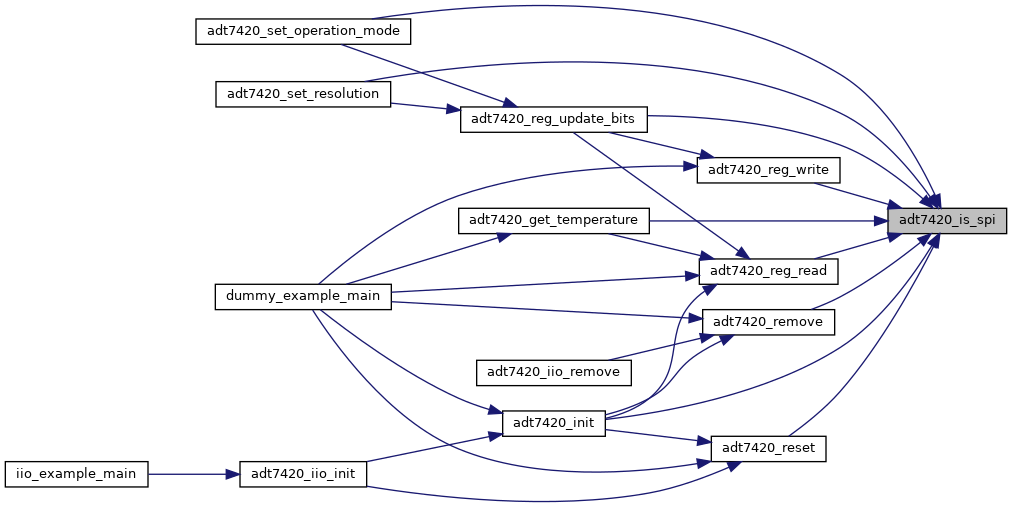 adt7420_set_operation_mode
adt7420_set_resolution
adt7420_reg_update_bits
adt7420_reg_write
adt7420_get_temperature
adt7420_is_spi
adt7420_reg_read
dummy_example_main
adt7420_remove
adt7420_iio_remove
adt7420_init
adt7420_reset
iio_example_main
adt7420_iio_init